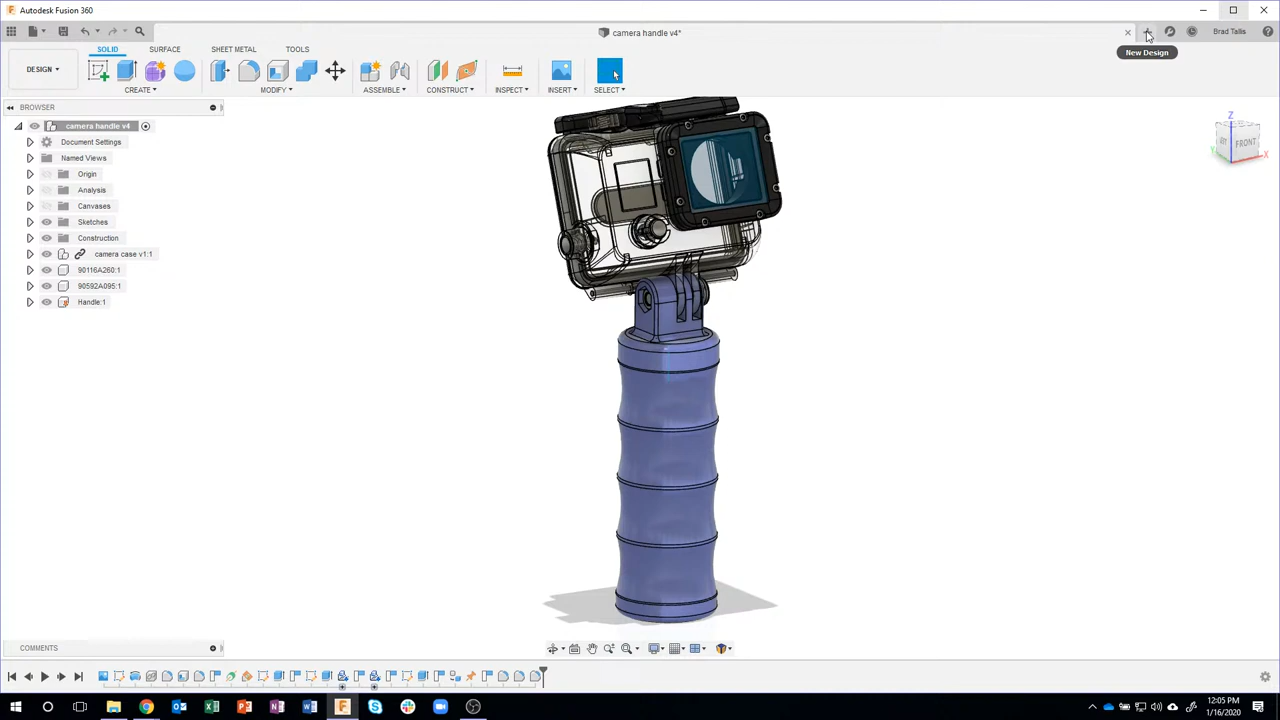 Autodesk Fusion 360
camera handle v4*
Brad Tallis
New Design
DESIGN
SOLID
SURFACE
SHEET METAL
TOOLS
CREATE
MODIFY
ASSEMBLE
CONSTRUCT
INSPECT
INSERT
SELECT
BROWSER
camera handle v4
Document Settings
Named Views
Origin
Analysis
Canvases
Sketches
Construction
camera case v1:1
90116A260:1
90592A095:1
Handle:1
Z
FRONT
X
Y
COMMENTS
12:05 PM
1/16/2020